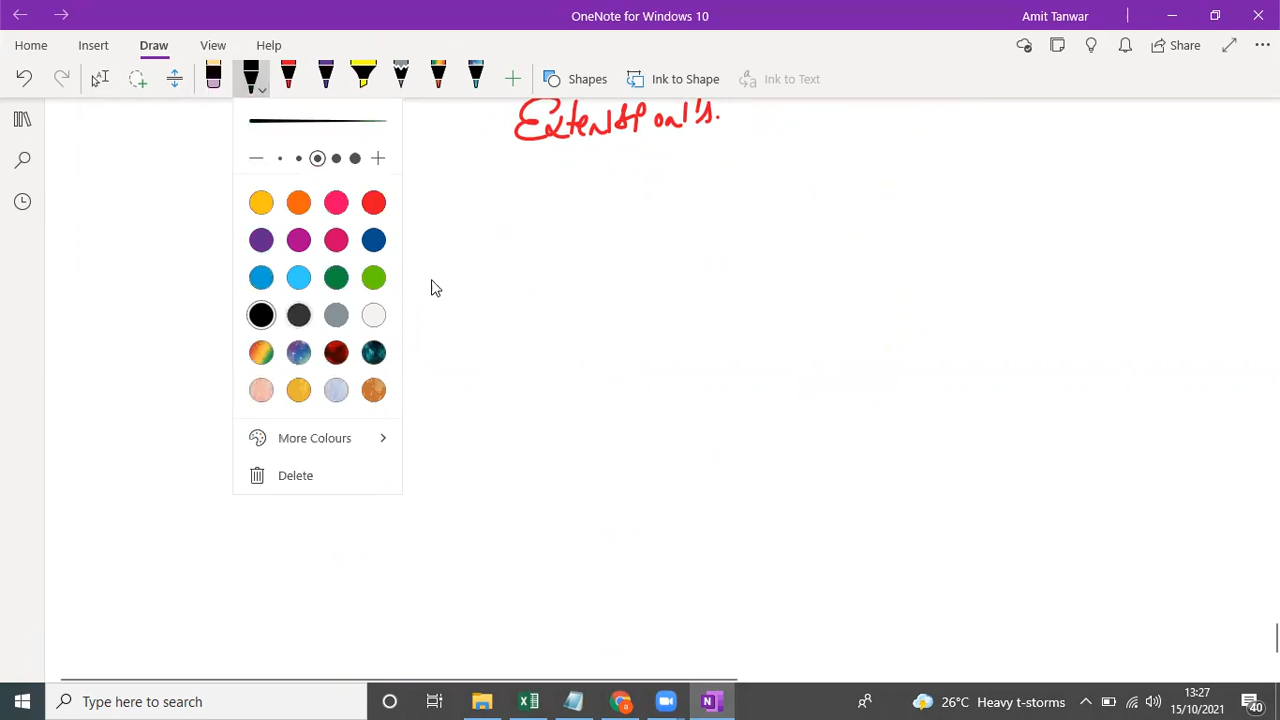 OneNote for Windows 10
Amit Tanwar
Home Insert Draw View Help
Share
Shapes
Ink to Shape
Ink to Text
More Colours
Delete
Type here to search
26°C Heavy t-storms
13:27
15/10/2021
40